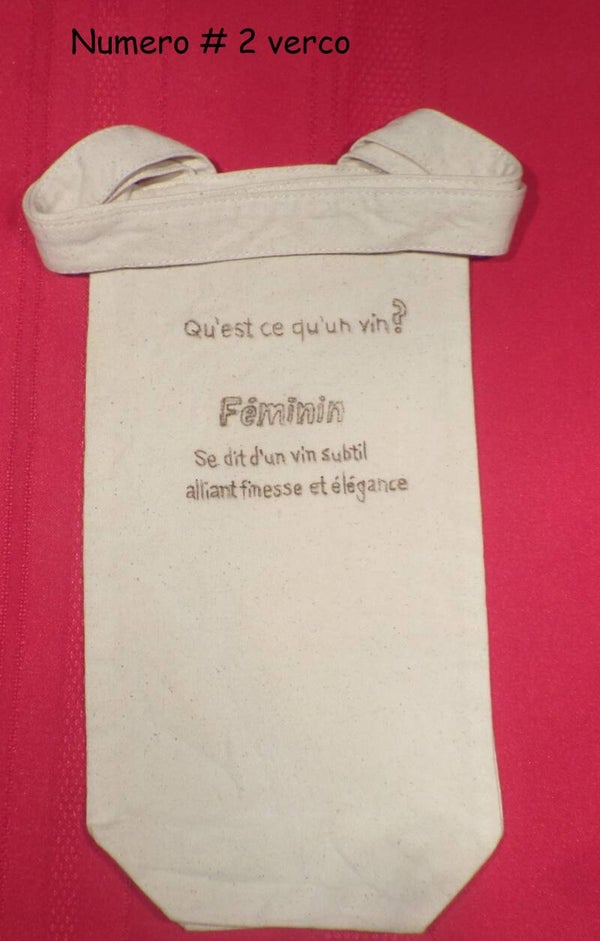 Numero # 2 verco
Qu'est ce qu'un vin?
Féminin
Se dit d'un vin subtil
alliant finesse et élégance